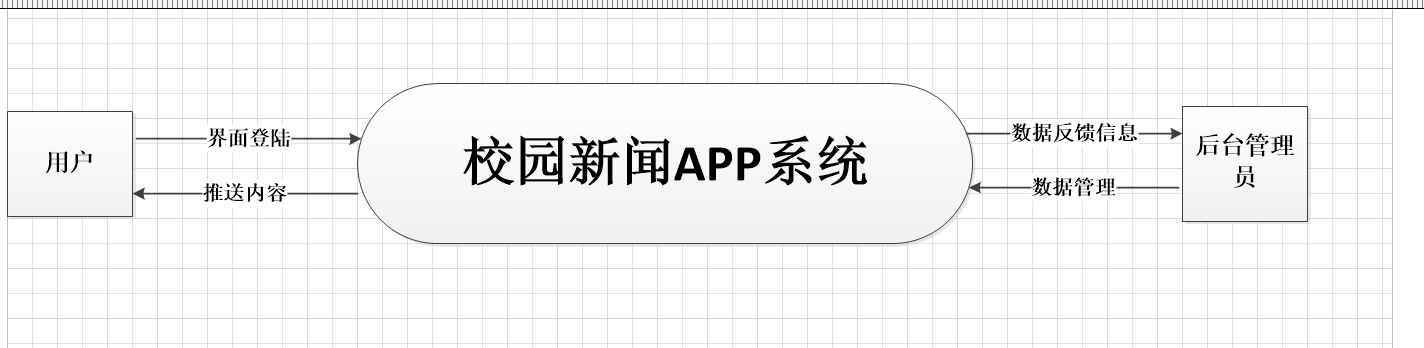 用户
界面登陆
推送内容
校园新闻APP系统
数据反馈信息
数据管理
后台管理
员